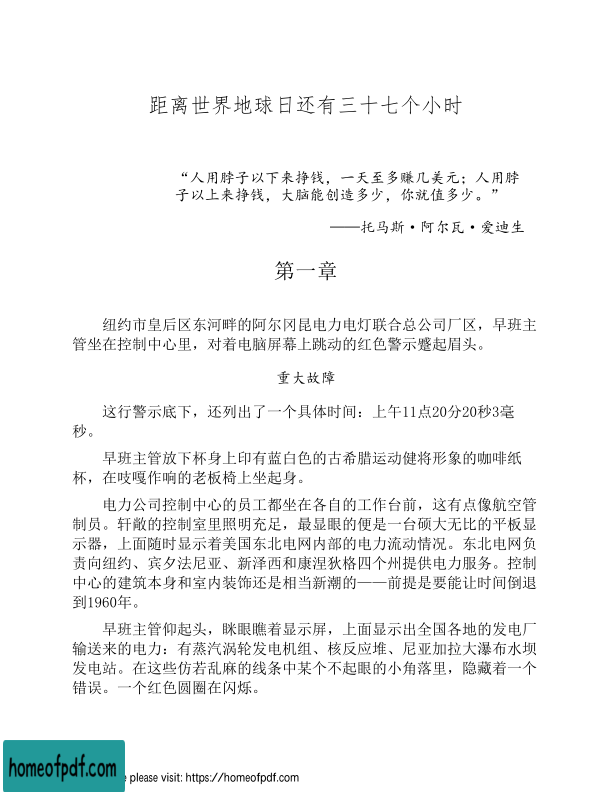 距离世界地球日还有三十七个小时
“人用脖子以下来挣钱，一天至多赚几美元；人用脖
子以上来挣钱，大脑能创造多少，你就值多少。”
——托马斯·阿尔瓦·爱迪生
第一章
纽约市皇后区东河畔的阿尔冈昆电力电灯联合总公司厂区，早班主
管坐在控制中心里，对着电脑屏幕上跳动的红色警示蹙起眉头。
重大故障
这行警示底下，还列出了一个具体时间：上午11点20分20秒3毫
秒。
早班主管放下杯身上印有蓝白色的古希腊运动健将形象的咖啡纸
杯，在吱嘎作响的老板椅上坐起身。
电力公司控制中心的员工都坐在各自的工作台前，这有点像航空管
制员。轩敞的控制室里照明充足，最显眼的便是一台硕大无比的平板显
示器，上面随时显示着美国东北电网内部的电力流动情况。东北电网负
责向纽约、宾夕法尼亚、新泽西和康涅狄格四个州提供电力服务。控制
中心的建筑本身和室内装饰还是相当新潮的——前提是要能让时间倒退
到1960年。
早班主管仰起头，眯眼瞧着显示屏，上面显示出全国各地的发电厂
输送来的电力：有蒸汽涡轮发电机组、核反应堆、尼亚加拉大瀑布水坝
发电站。在这些仿若乱麻的线条中某个不起眼的小角落里，隐藏着一个
错误。一个红色圆圈在闪烁。
homeofpdf.com
e please visit: https://homeofpdf.com